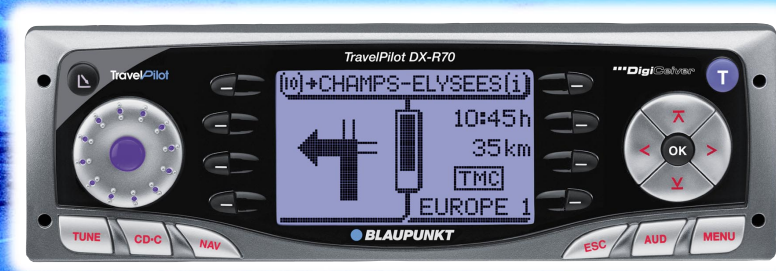 TravelPilot DX-R70
TravelPilot
DigiCeiver
T
CHAMPS-ELYSEES(i)
10:45h
35km
TMC
EUROPE 1
OK
TUNE
CD•C
NAV
BLAUPUNKT
ESC
AUD
MENU